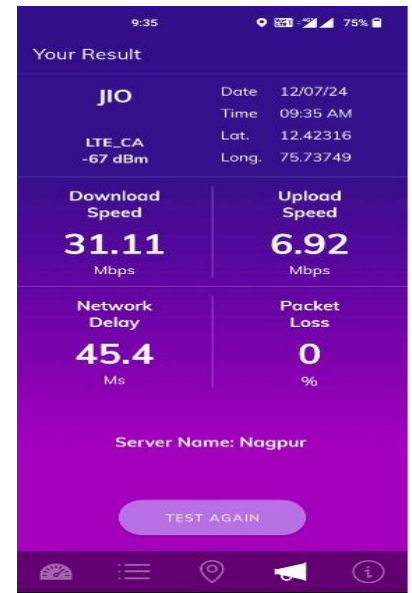 9:35
75%
Your Result
JIO
LTE_CA
-67 dBm
Date 12/07/24
Time 09:35 AM
Lat. 12.42316
Long. 75.73749
Download
Speed
31.11
Mbps
Upload
Speed
6.92
Mbps
Network
Delay
45.4
Ms
Packet
Loss
0
%
Server Name: Nagpur
TEST AGAIN